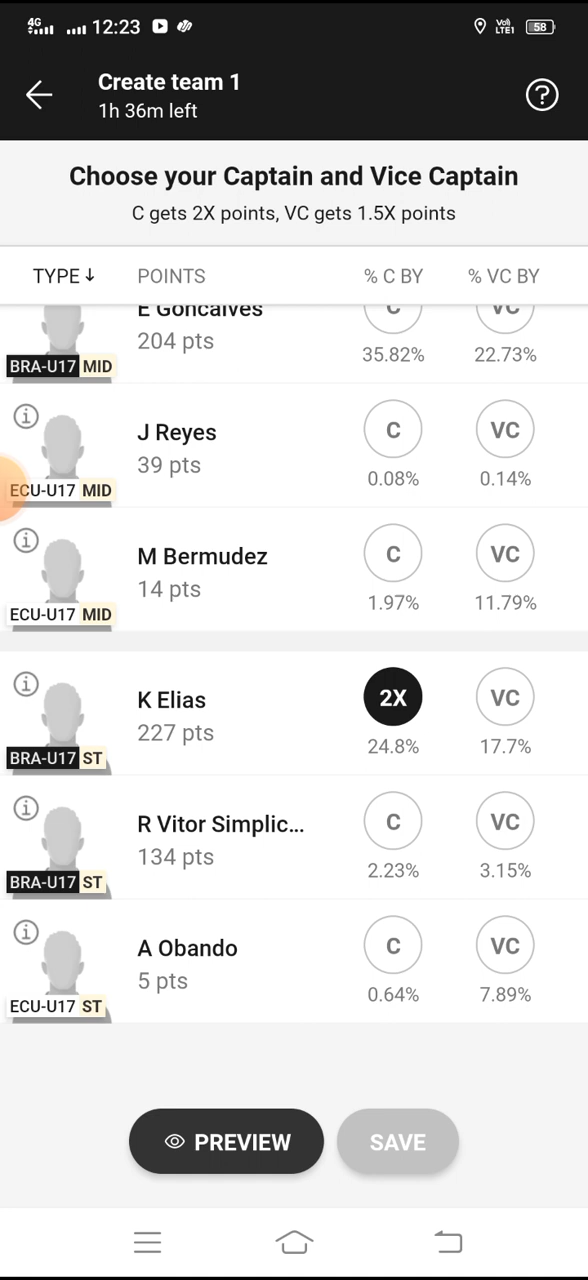 4G 12:23 Vo)) LTE1 58
Create team 1
1h 36m left
Choose your Captain and Vice Captain
C gets 2X points, VC gets 1.5X points
TYPE↓ POINTS % C BY % VC BY
E Goncalves C VC
204 pts 35.82% 22.73%
BRA-U17 MID
J Reyes C VC
39 pts 0.08% 0.14%
ECU-U17 MID
M Bermudez C VC
14 pts 1.97% 11.79%
ECU-U17 MID
K Elias 2X VC
227 pts 24.8% 17.7%
BRA-U17 ST
R Vitor Simplic... C VC
134 pts 2.23% 3.15%
BRA-U17 ST
A Obando C VC
5 pts 0.64% 7.89%
ECU-U17 ST
PREVIEW SAVE